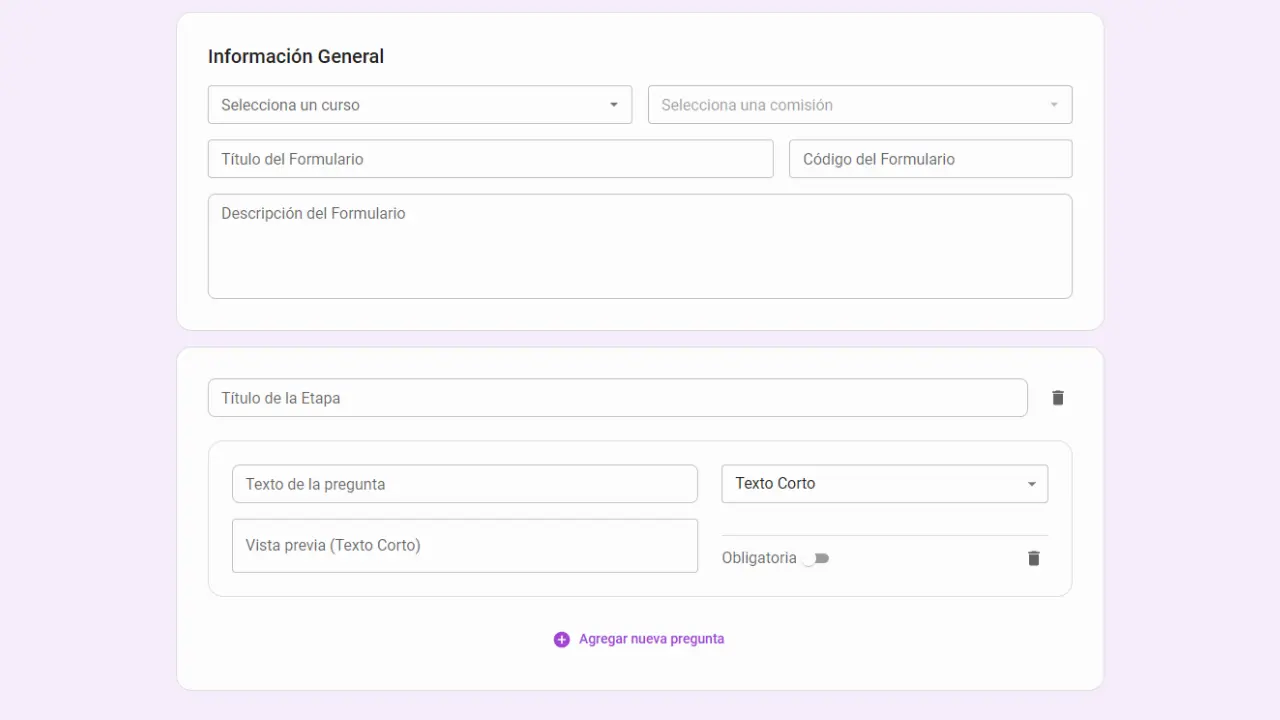 Información General
Selecciona un curso
Selecciona una comisión
Título del Formulario
Código del Formulario
Descripción del Formulario
Título de la Etapa
Texto de la pregunta
Texto Corto
Vista previa (Texto Corto)
Obligatoria
Agregar nueva pregunta